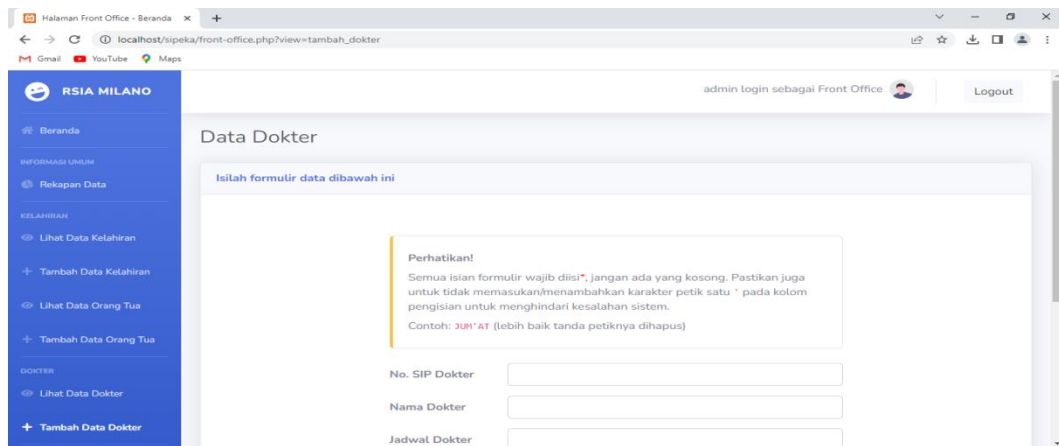 Halaman Front Office - Beranda
localhost/sipeka/front-office.php?view=tambah_dokter
Gmail YouTube Maps
RSIA MILANO
admin login sebagai Front Office
Logout
Beranda
INFORMASI UMUM
Rekapan Data
KELAHIRAN
Lihat Data Kelahiran
Tambah Data Kelahiran
Lihat Data Orang Tua
Tambah Data Orang Tua
DOKTER
Lihat Data Dokter
Tambah Data Dokter
Data Dokter
Isilah formulir data dibawah ini
Perhatikan!
Semua isian formulir wajib diisi*, jangan ada yang kosong. Pastikan juga
untuk tidak memasukan/menambahkan karakter petik satu ' pada kolom
pengisian untuk menghindari kesalahan sistem.
Contoh: JUM'AT (lebih baik tanda petiknya dihapus)
No. SIP Dokter
Nama Dokter
Jadwal Dokter